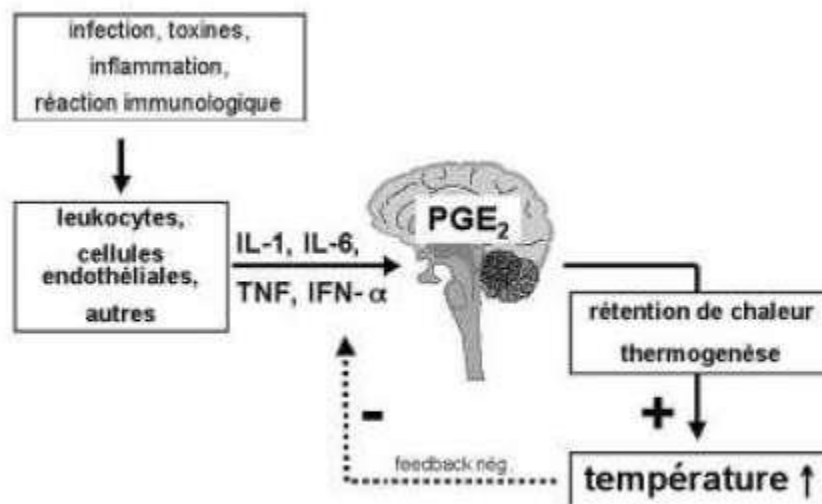 infection, toxines,
inflammation,
réaction immunologique
leukocytes,
cellules
endothéliales,
autres
IL-1, IL-6,
TNF, IFN- α
PGE₂
rétention de chaleur
thermogenèse
+
-
feedback nég.
température ↑